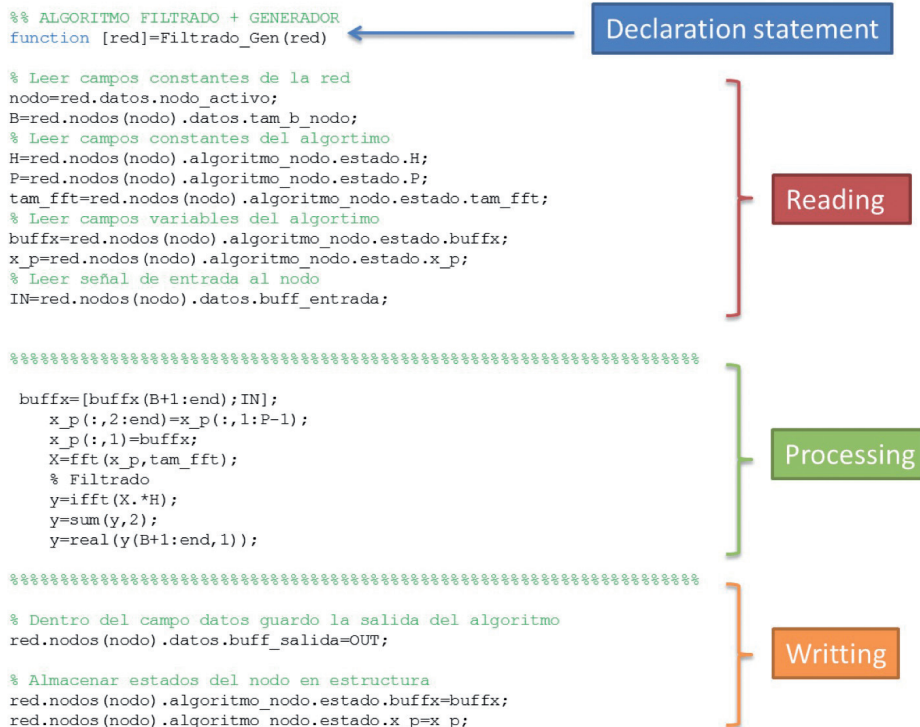 %% ALGORITMO FILTRADO + GENERADOR
function [red]=Filtrado_Gen(red)
Declaration statement
% Leer campos constantes de la red
nodo=red.datos.nodo_activo;
B=red.nodos(nodo).datos.tam_b_nodo;
% Leer campos constantes del algortimo
H=red.nodos(nodo).algoritmo_nodo.estado.H;
P=red.nodos(nodo).algoritmo_nodo.estado.P;
tam_fft=red.nodos(nodo).algoritmo_nodo.estado.tam_fft;
% Leer campos variables del algortimo
buffx=red.nodos(nodo).algoritmo_nodo.estado.buffx;
x_p=red.nodos(nodo).algoritmo_nodo.estado.x_p;
% Leer señal de entrada al nodo
IN=red.nodos(nodo).datos.buff_entrada;
Reading
%%%%%%%%%%%%%%%%%%%%%%%%%%%%%%%%%%%%%%%%%%%%%%%%%%%%%%%%%%%%%%%%%%%%%%%
buffx=[buffx(B+1:end);IN];
x_p(:,2:end)=x_p(:,1:P-1);
x_p(:,1)=buffx;
X=fft(x_p,tam_fft);
% Filtrado
y=ifft(X.*H);
y=sum(y,2);
y=real(y(B+1:end,1));
Processing
%%%%%%%%%%%%%%%%%%%%%%%%%%%%%%%%%%%%%%%%%%%%%%%%%%%%%%%%%%%%%%%%%%%%%%%
% Dentro del campo datos guardo la salida del algoritmo
red.nodos(nodo).datos.buff_salida=OUT;
% Almacenar estados del nodo en estructura
red.nodos(nodo).algoritmo_nodo.estado.buffx=buffx;
red.nodos(nodo).algoritmo_nodo.estado.x_p=x_p;
Writting